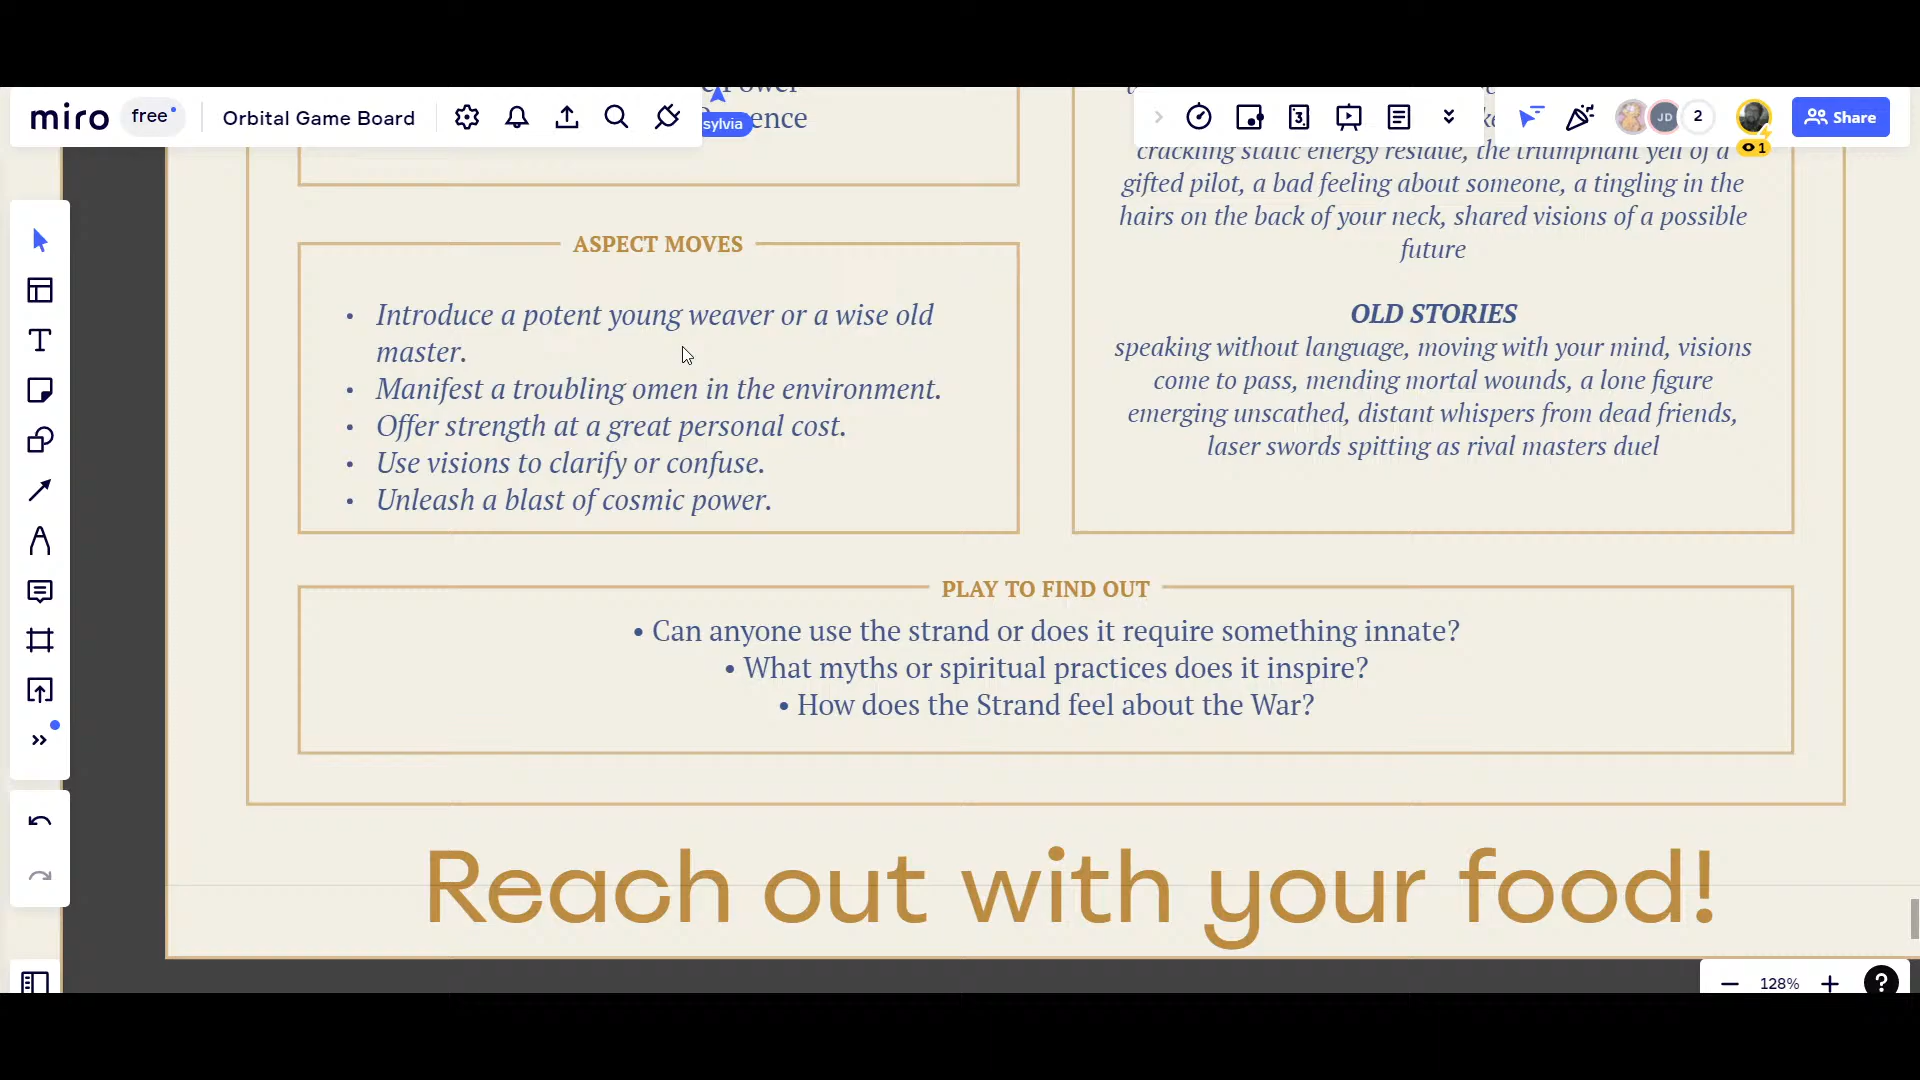 miro free Orbital Game Board
sylvia
Power
ence
3
JD
2
Share
1
crackling static energy residue, the triumphant yell of a
gifted pilot, a bad feeling about someone, a tingling in the
hairs on the back of your neck, shared visions of a possible
future
ASPECT MOVES
• Introduce a potent young weaver or a wise old
master.
• Manifest a troubling omen in the environment.
• Offer strength at a great personal cost.
• Use visions to clarify or confuse.
• Unleash a blast of cosmic power.
OLD STORIES
speaking without language, moving with your mind, visions
come to pass, mending mortal wounds, a lone figure
emerging unscathed, distant whispers from dead friends,
laser swords spitting as rival masters duel
PLAY TO FIND OUT
• Can anyone use the strand or does it require something innate?
• What myths or spiritual practices does it inspire?
• How does the Strand feel about the War?
Reach out with your food!
128%
?